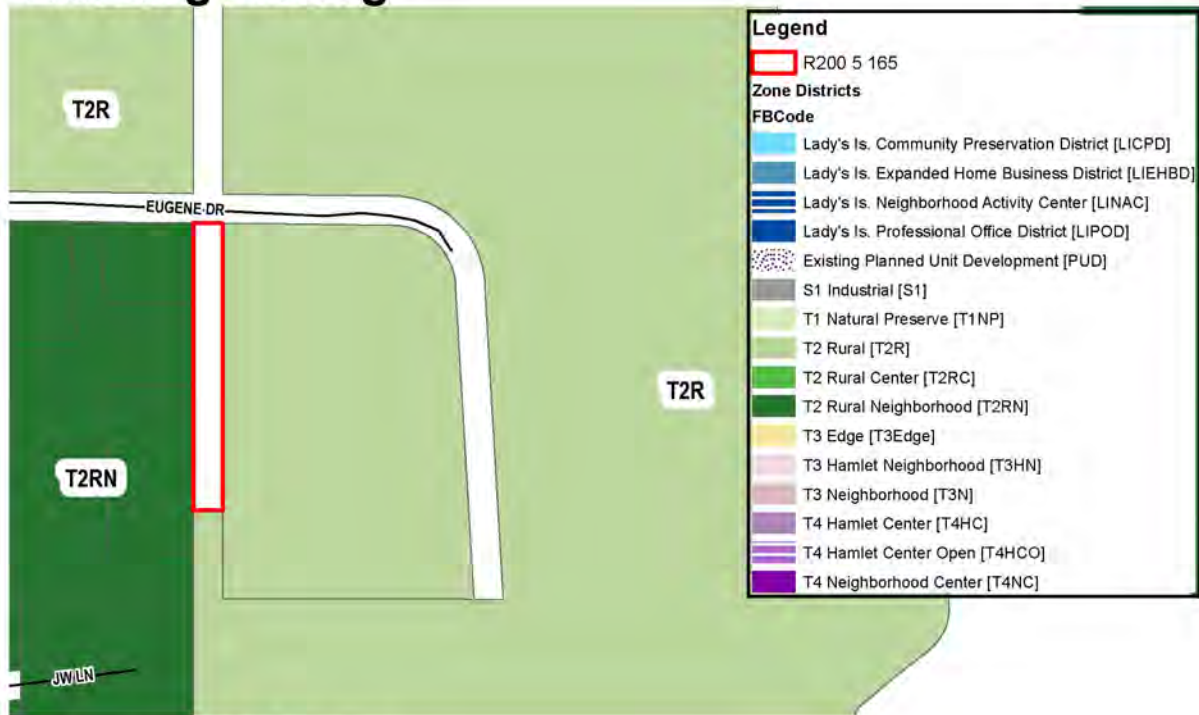 Legend
R200 5 165
Zone Districts
FBCode
Lady's Is. Community Preservation District [LICPD]
Lady's Is. Expanded Home Business District [LIEHBD]
Lady's Is. Neighborhood Activity Center [LINAC]
Lady's Is. Professional Office District [LIPOD]
Existing Planned Unit Development [PUD]
S1 Industrial [S1]
T1 Natural Preserve [T1NP]
T2 Rural [T2R]
T2 Rural Center [T2RC]
T2 Rural Neighborhood [T2RN]
T3 Edge [T3Edge]
T3 Hamlet Neighborhood [T3HN]
T3 Neighborhood [T3N]
T4 Hamlet Center [T4HC]
T4 Hamlet Center Open [T4HCO]
T4 Neighborhood Center [T4NC]
T2R
EUGENE DR
T2R
T2RN
JW LN